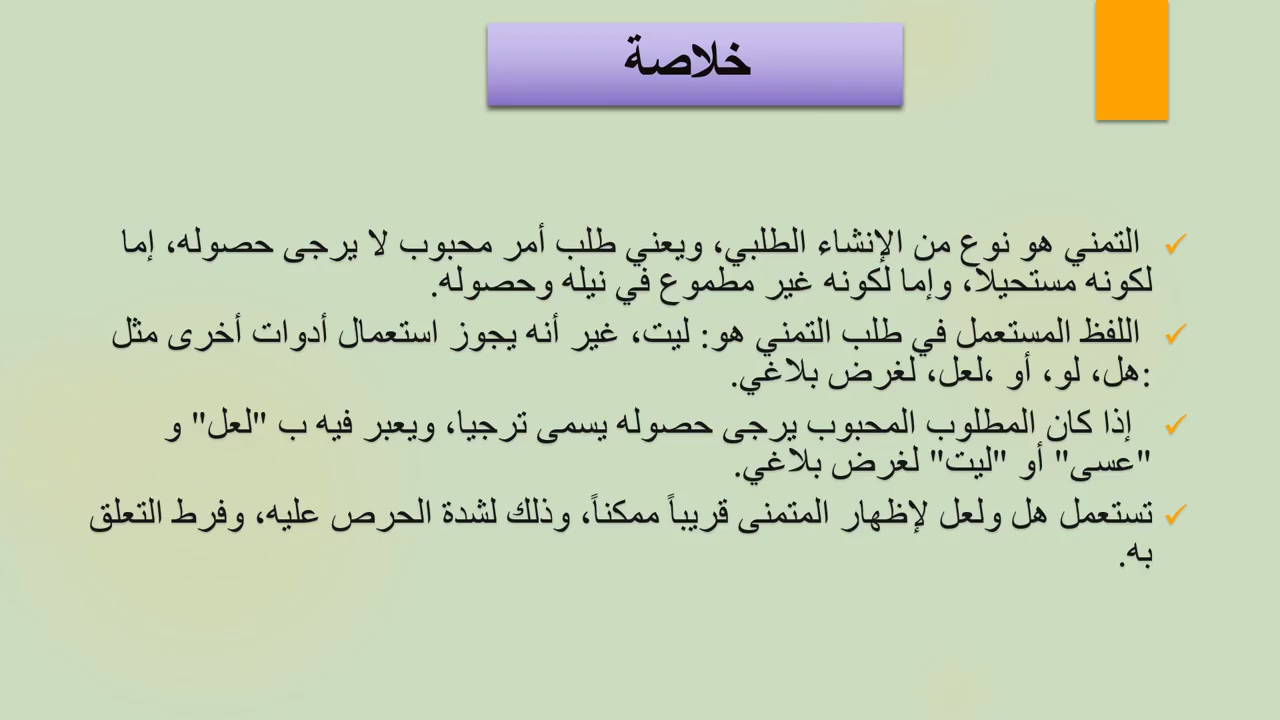 خلاصة
التمني هو نوع من الإنشاء الطلبي، ويعني طلب أمر محبوب لا يرجى حصوله، إما
لكونه مستحيلا، وإما لكونه غير مطموع في نيله وحصوله.
اللفظ المستعمل في طلب التمني هو: ليت، غير أنه يجوز استعمال أدوات أخرى مثل
:هل، لو، أو ،لعل، لغرض بلاغي.
إذا كان المطلوب المحبوب يرجى حصوله يسمى ترجيا، ويعبر فيه ب "لعل" و
"عسى" أو "ليت" لغرض بلاغي.
تستعمل هل ولعل لإظهار المتمنى قريباً ممكناً، وذلك لشدة الحرص عليه، وفرط التعلق
به.